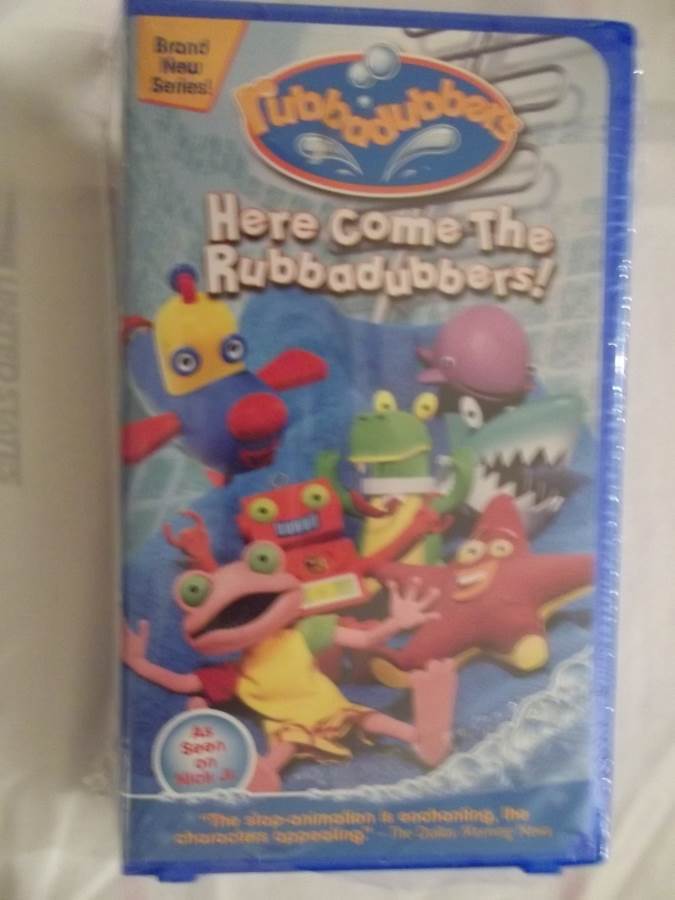 Brand
New
Series!
rubbadubbers
Here Come The
Rubbadubbers!
As
Seen
on
Nick Jr.
"The stop-animation is enchanting, the
characters appealing." - The Dallas Morning News